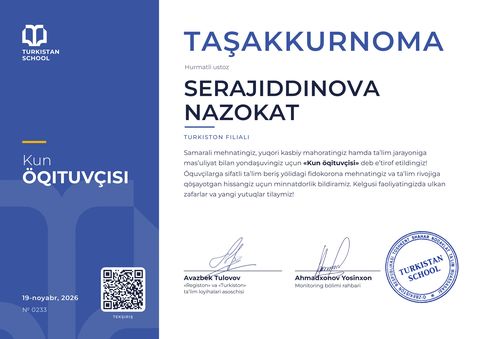 TURKISTAN
SCHOOL
Kun
ÖQITUVÇISI
19-noyabr, 2026
№ 0233
TEKŞIRIŞ
TAŞAKKURNOMA
Hurmatli ustoz
SERAJIDDINOVA
NAZOKAT
TURKISTON FILIALI
Samarali mehnatingiz, yuqori kasbiy mahoratingiz hamda ta'lim jarayoniga
mas'uliyat bilan yondaşuvingiz uçun «Kun öqituvçisi» deb e'tirof etildingiz!
Öquvçilarga sifatli ta'lim beriş yölidagi fidokorona mehnatingiz va ta'lim rivojiga
qöşayotgan hissangiz uçun minnatdorlik bildiramiz. Kelgusi faoliyatingizda ulkan
zafarlar va yangi yutuqlar tilaymiz!
Avazbek Tulovov
«Registon» va «Turkiston»
ta'lim loyihalari asosçisi
Ahmadxonov Yosinxon
Monitoring bölimi rahbari
TURKISTAN
SCHOOL